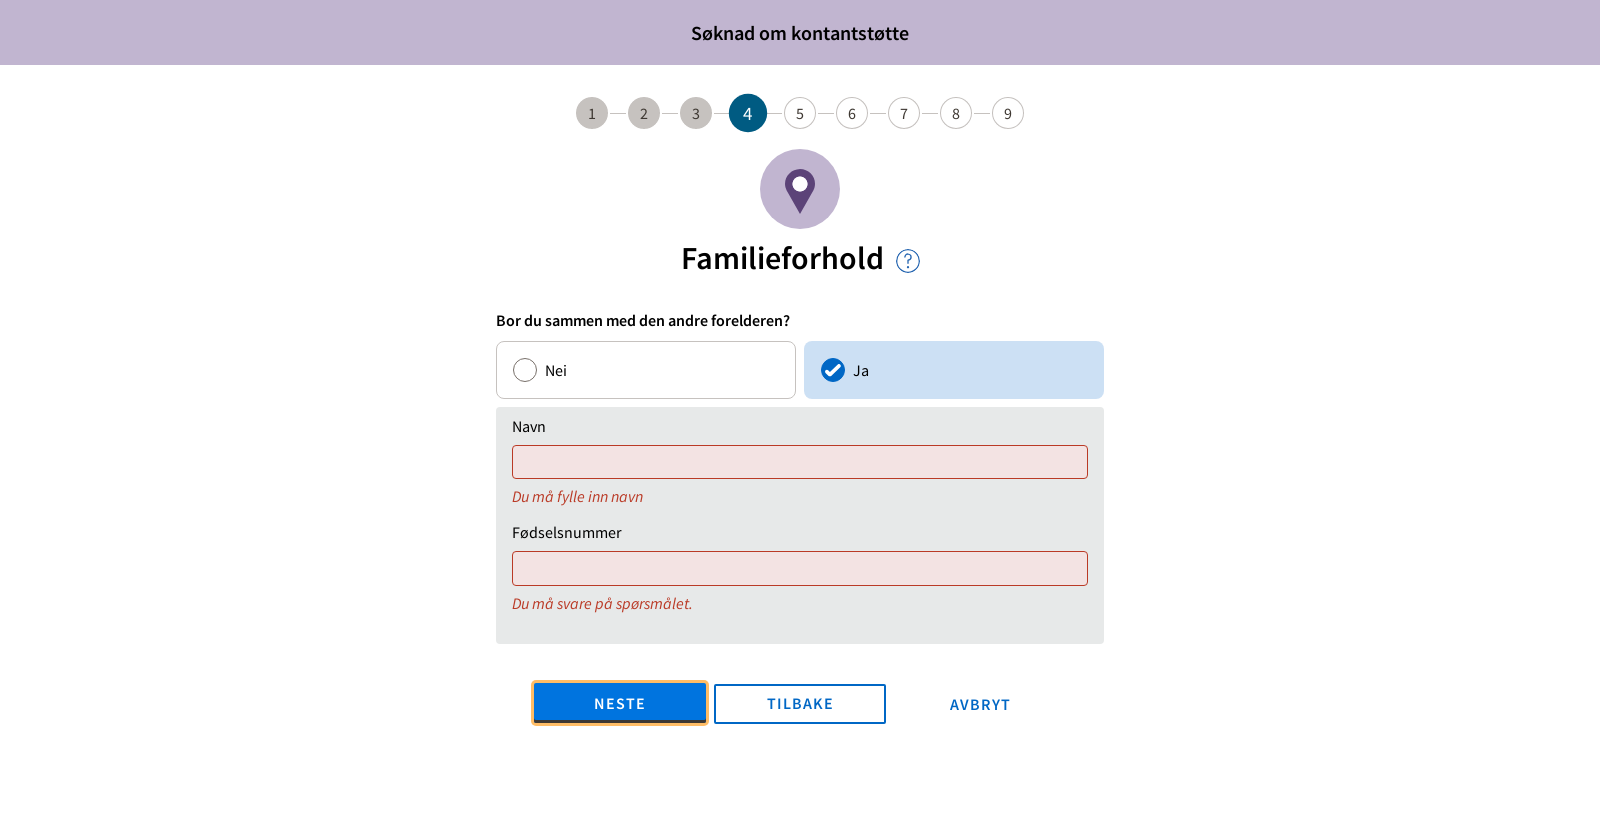 Søknad om kontantstøtte
1 2 3 4 5 6 7 8 9
Familieforhold ?
Bor du sammen med den andre forelderen?
Nei Ja
Navn
Du må fylle inn navn
Fødselsnummer
Du må svare på spørsmålet.
NESTE TILBAKE AVBRYT